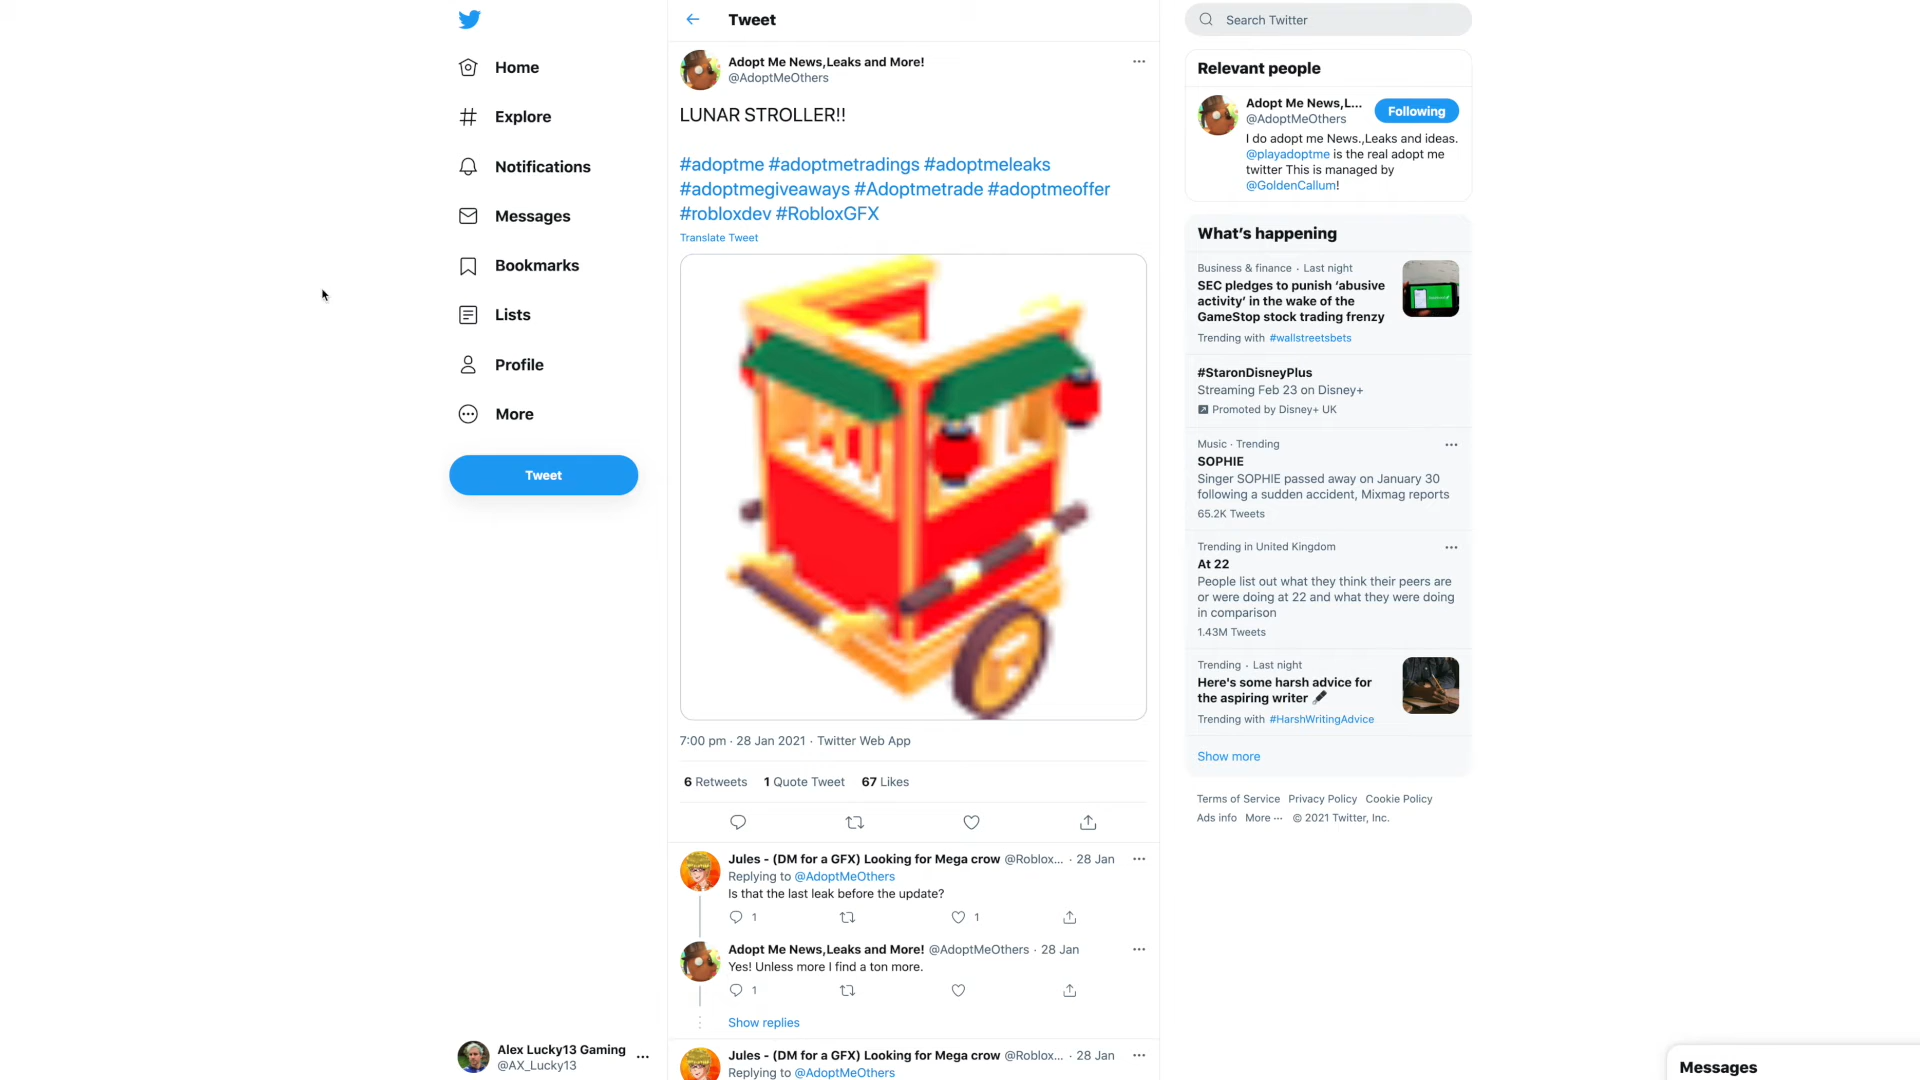 Home
Explore
Notifications
Messages
Bookmarks
Lists
Profile
More
Tweet
Alex Lucky13 Gaming
@AX_Lucky13
Tweet
Adopt Me News,Leaks and More!
@AdoptMeOthers
LUNAR STROLLER!!
#adoptme #adoptmetradings #adoptmeleaks
#adoptmegiveaways #Adoptmetrade #adoptmeoffer
#robloxdev #RobloxGFX
Translate Tweet
7:00 pm · 28 Jan 2021 · Twitter Web App
6 Retweets 1 Quote Tweet 67 Likes
Jules - (DM for a GFX) Looking for Mega crow @Roblox... · 28 Jan
Replying to @AdoptMeOthers
Is that the last leak before the update?
1 1
Adopt Me News,Leaks and More! @AdoptMeOthers · 28 Jan
Yes! Unless more I find a ton more.
1
Show replies
Jules - (DM for a GFX) Looking for Mega crow @Roblox... · 28 Jan
Replying to @AdoptMeOthers
Search Twitter
Relevant people
Adopt Me News,L...
@AdoptMeOthers
Following
I do adopt me News.,Leaks and ideas.
@playadoptme is the real adopt me
twitter This is managed by
@GoldenCallum!
What's happening
Business & finance · Last night
SEC pledges to punish 'abusive
activity' in the wake of the
GameStop stock trading frenzy
Trending with #wallstreetsbets
#StaronDisneyPlus
Streaming Feb 23 on Disney+
Promoted by Disney+ UK
Music · Trending
SOPHIE
Singer SOPHIE passed away on January 30
following a sudden accident, Mixmag reports
65.2K Tweets
Trending in United Kingdom
At 22
People list out what they think their peers are
or were doing at 22 and what they were doing
in comparison
1.43M Tweets
Trending · Last night
Here's some harsh advice for
the aspiring writer
Trending with #HarshWritingAdvice
Show more
Terms of Service Privacy Policy Cookie Policy
Ads info More ··· © 2021 Twitter, Inc.
Messages